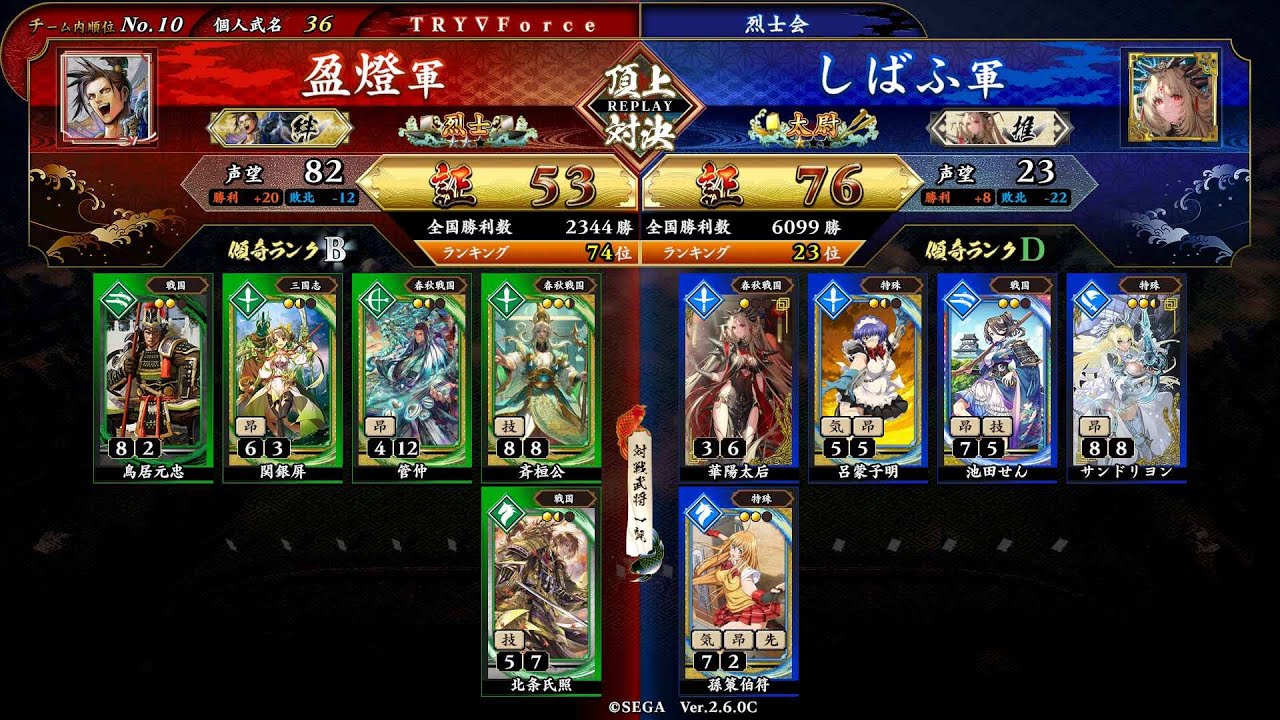 チーム内順位 No.10 個人武名 36 TRY∇Force 烈士会
盈燈軍 頂上 REPLAY 対決 しばふ軍
絆 烈士 太尉 推
声望 82 証 53 証 76 声望 23
勝利 +20 敗北 -12 勝利 +8 敗北 -22
全国勝利数 2344勝 全国勝利数 6099勝
傾奇ランクB ランキング 74位 ランキング 23位 傾奇ランクD
戦国 三国志 春秋戦国 春秋戦国 春秋戦国 特殊 戦国 特殊
昂 昂 技 気 昂 昂 技 昂
8 2 6 3 4 12 8 8 3 6 5 5 7 5 8 8
鳥居元忠 関銀屏 管仲 斉桓公 華陽太后 呂蒙子明 池田せん サンドリヨン
対戦武将一覧
戦国 特殊
技 気 昂 先
5 7 7 2
北条氏照 孫策伯符
©SEGA Ver.2.6.0C